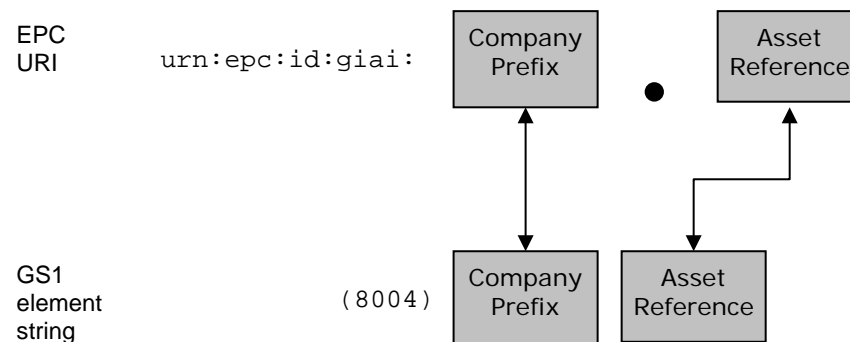 EPC
URI
urn:epc:id:giai:
Company
Prefix
Asset
Reference
GS1
element
string
(8004)
Company
Prefix
Asset
Reference